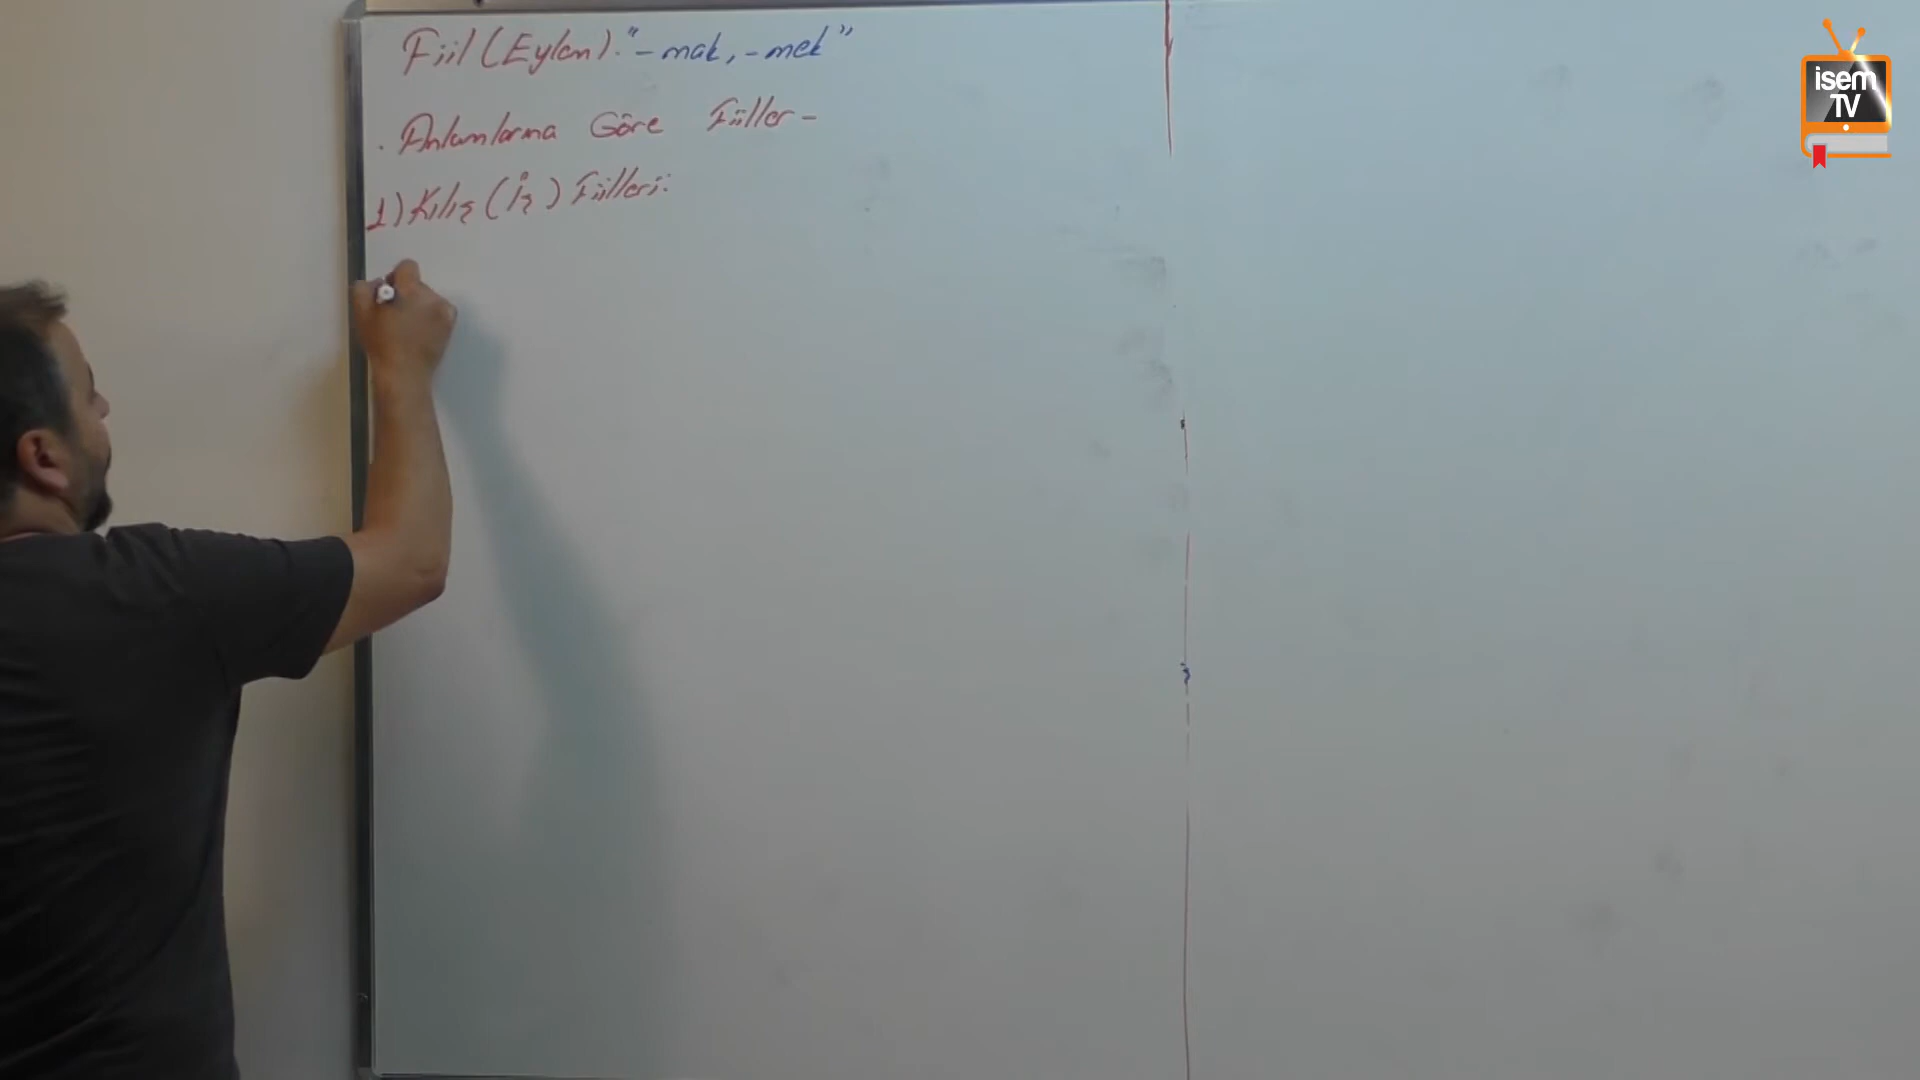 Fiil (Eylem): "-mak, -mek"
. Anlamlarına Göre Fiiller -
1) Kılış (İş) Fiilleri:
isem
TV